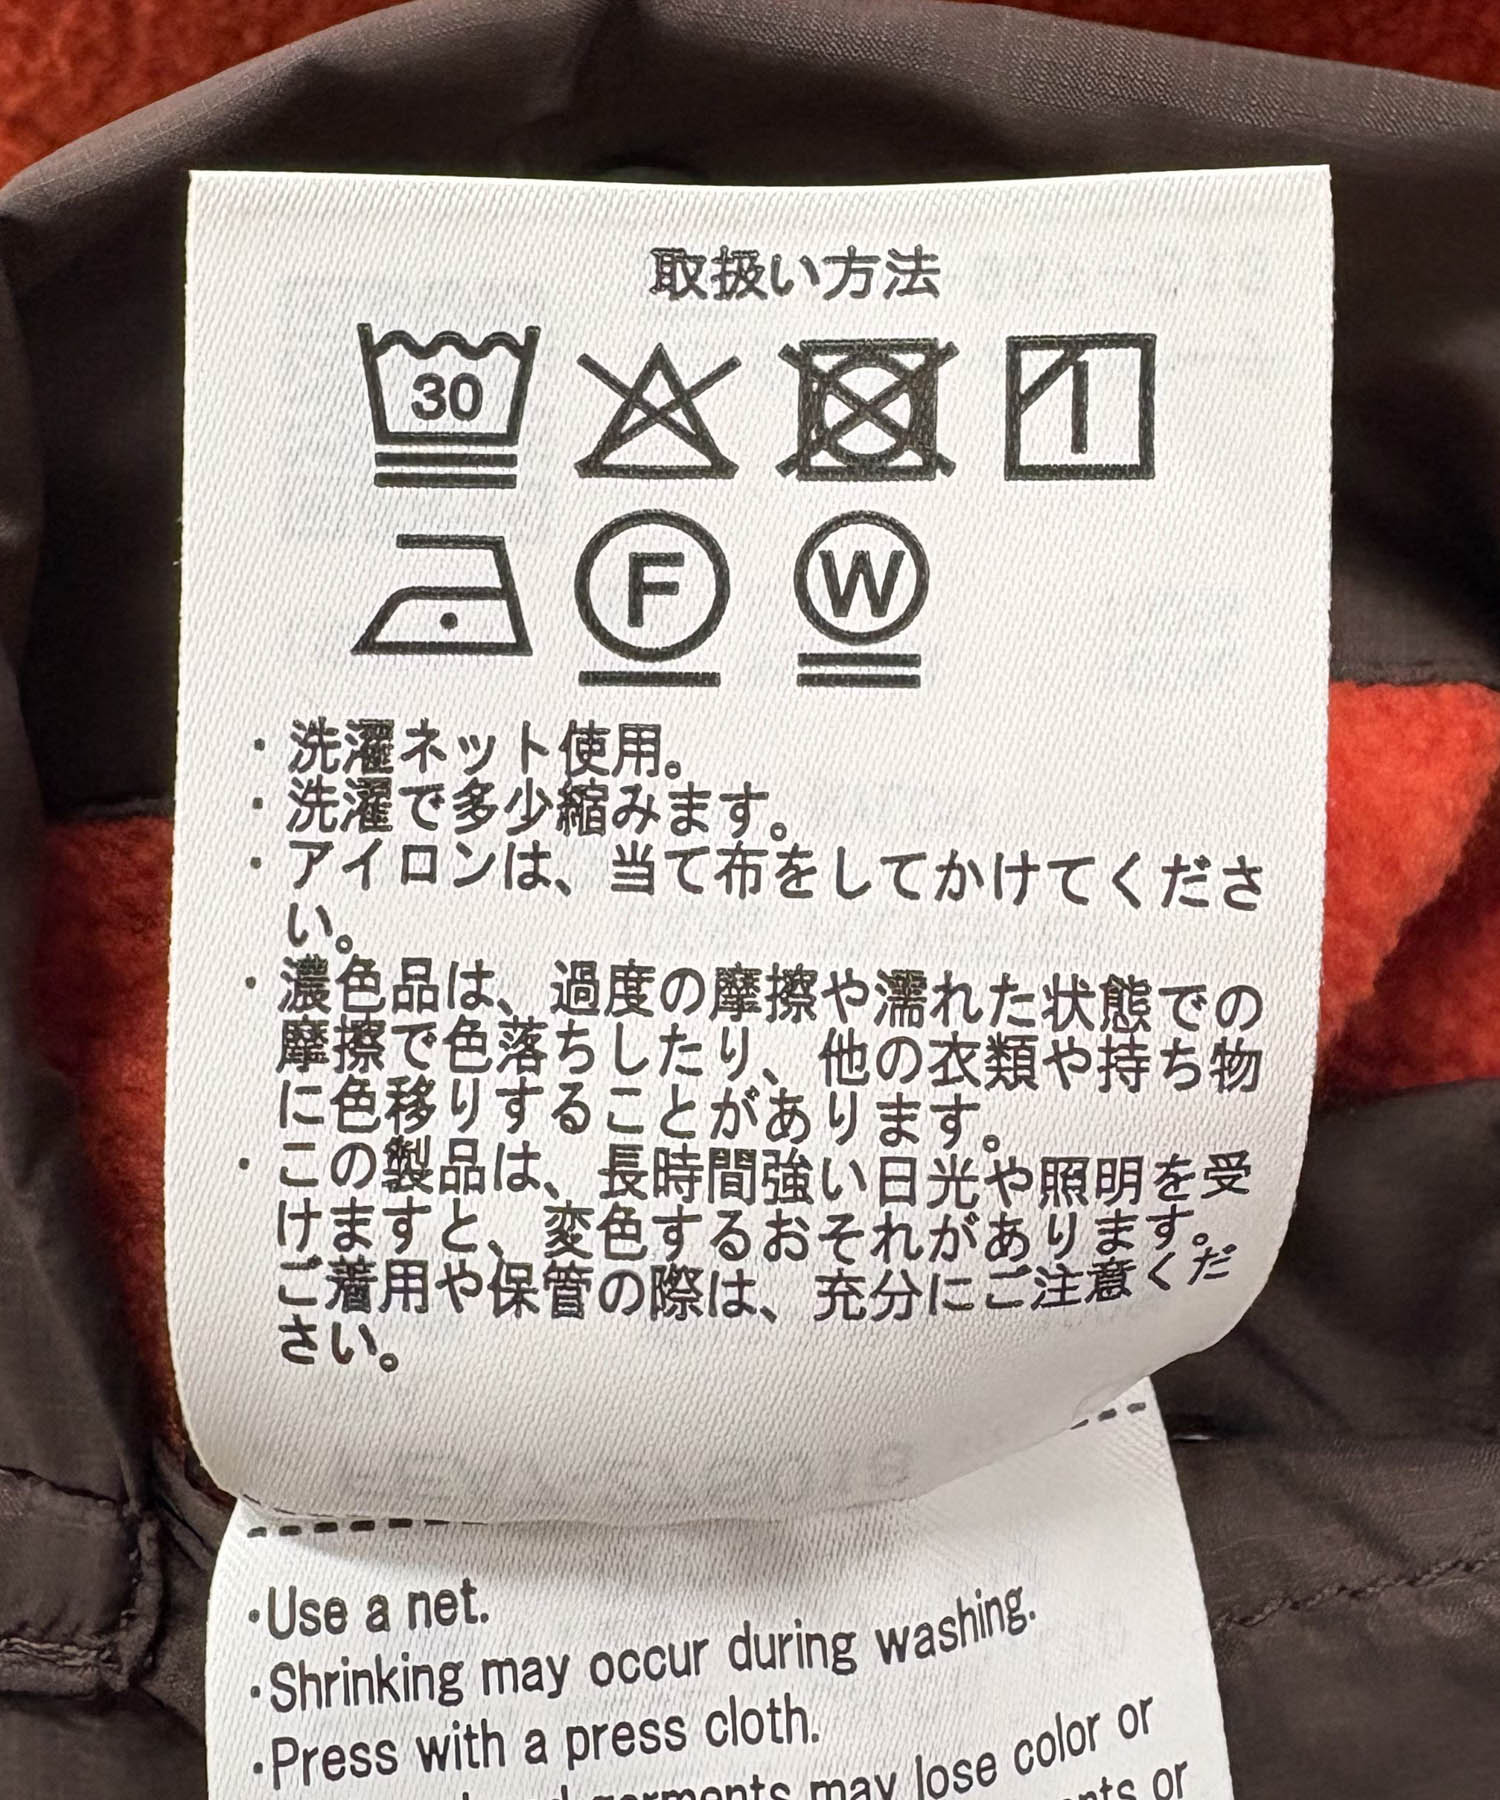 取扱い方法
30
F
W
・洗濯ネット使用。
・洗濯で多少縮みます。
・アイロンは、当て布をしてかけてくださ
い。
・濃色品は、過度の摩擦や濡れた状態での
摩擦で色落ちしたり、他の衣類や持ち物
に色移りすることがあります。
・この製品は、長時間強い日光や照明を受
けますと、変色するおそれがあります。
ご着用や保管の際は、充分にご注意くだ
さい。
・Use a net.
・Shrinking may occur during washing.
・Press with a press cloth.
garments may lose color or
or